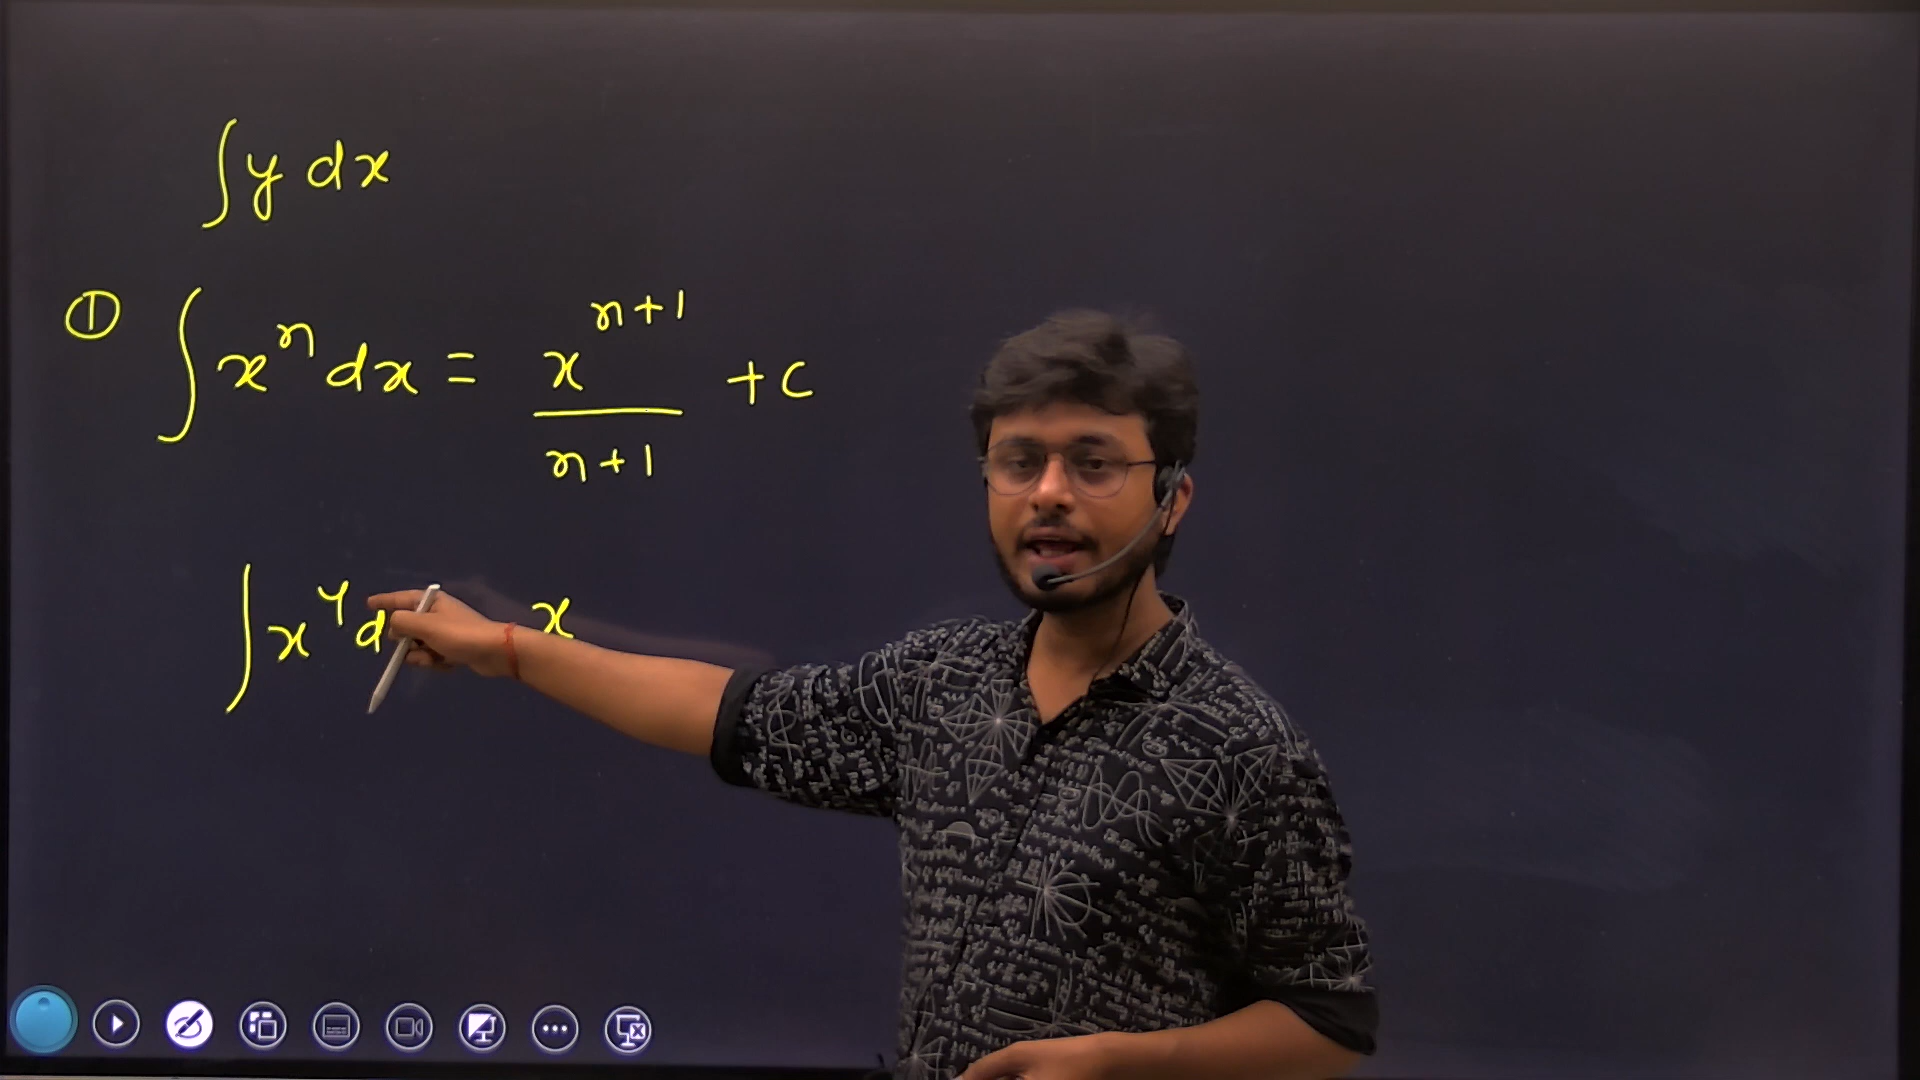 ∫ y dx
① ∫ xⁿ dx = xⁿ⁺¹ / n+1 + c
∫ x⁴ d x